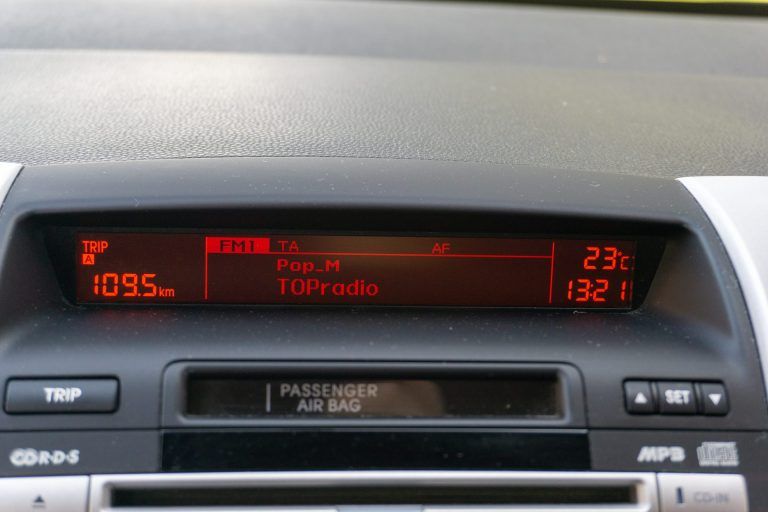 TRIP
A
109.5 km
FM1 TA AF
Pop_M
TOPradio
23°C
13:21
TRIP
PASSENGER
AIR BAG
▲ SET ▼
R·D·S
MP3
CD-IN